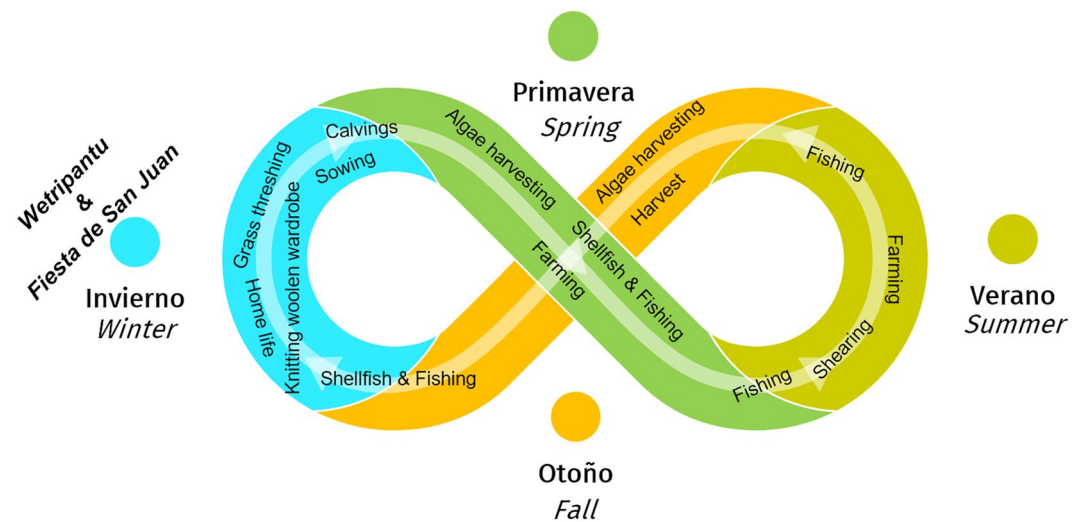 Primavera
Spring
Wetripantu
&
Fiesta de San Juan
Invierno
Winter
Calvings
Sowing
Grass threshing
Knitting woolen wardrobe
Home life
Shellfish & Fishing
Algae harvesting
Farming
Shellfish & Fishing
Algae harvesting
Harvest
Fishing
Farming
Shearing
Fishing
Verano
Summer
Otoño
Fall